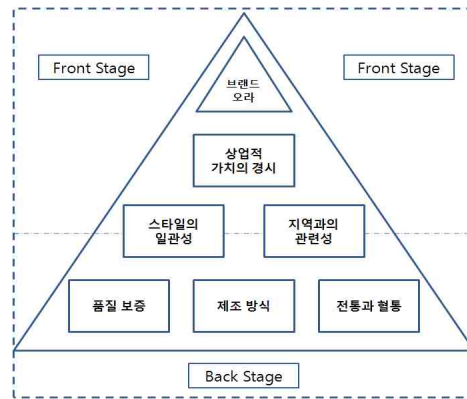 Front Stage
Front Stage
브랜드
오라
상업적
가치의 경시
스타일의
일관성
지역과의
관련성
품질 보증
제조 방식
전통과 혈통
Back Stage